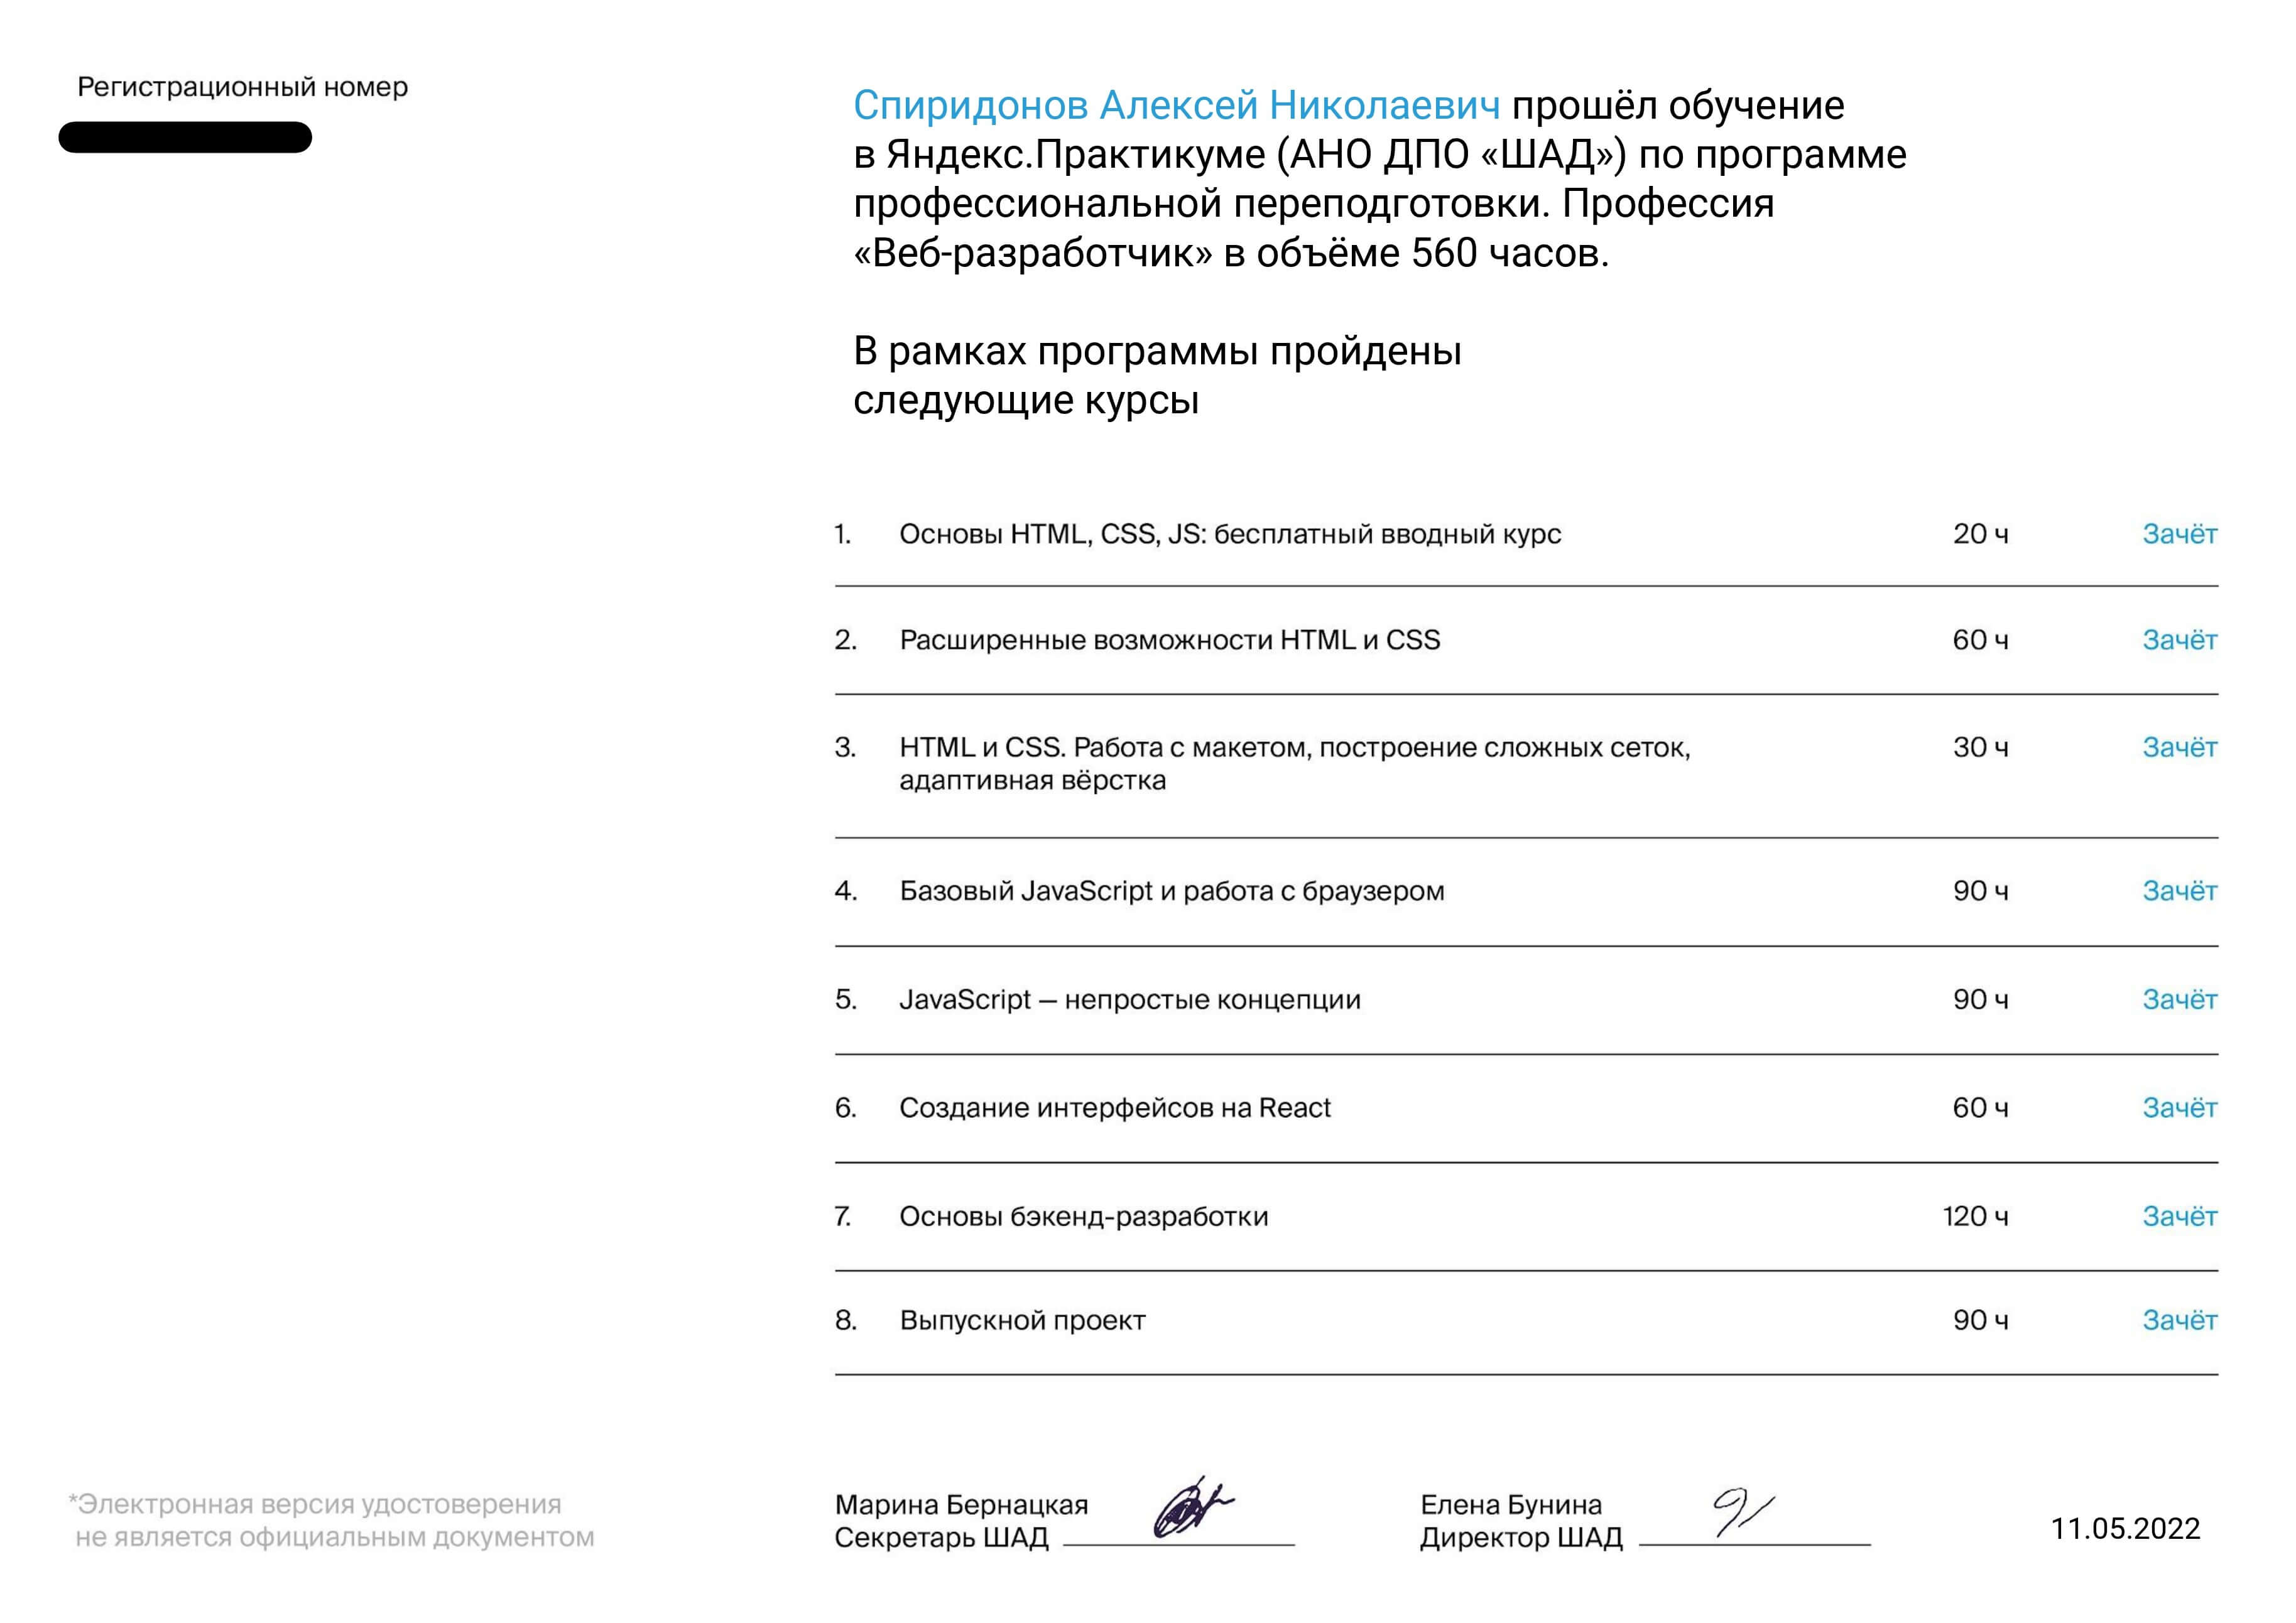 Регистрационный номер
Спиридонов Алексей Николаевич прошёл обучение
в Яндекс.Практикуме (АНО ДПО «ШАД») по программе
профессиональной переподготовки. Профессия
«Веб-разработчик» в объёме 560 часов.
В рамках программы пройдены
следующие курсы
1. Основы HTML, CSS, JS: бесплатный вводный курс 20 ч Зачёт
2. Расширенные возможности HTML и CSS 60 ч Зачёт
3. HTML и CSS. Работа с макетом, построение сложных сеток, 30 ч Зачёт
адаптивная вёрстка
4. Базовый JavaScript и работа с браузером 90 ч Зачёт
5. JavaScript — непростые концепции 90 ч Зачёт
6. Создание интерфейсов на React 60 ч Зачёт
7. Основы бэкенд-разработки 120 ч Зачёт
8. Выпускной проект 90 ч Зачёт
*Электронная версия удостоверения
не является официальным документом
Марина Бернацкая
Секретарь ШАД
Елена Бунина
Директор ШАД
11.05.2022